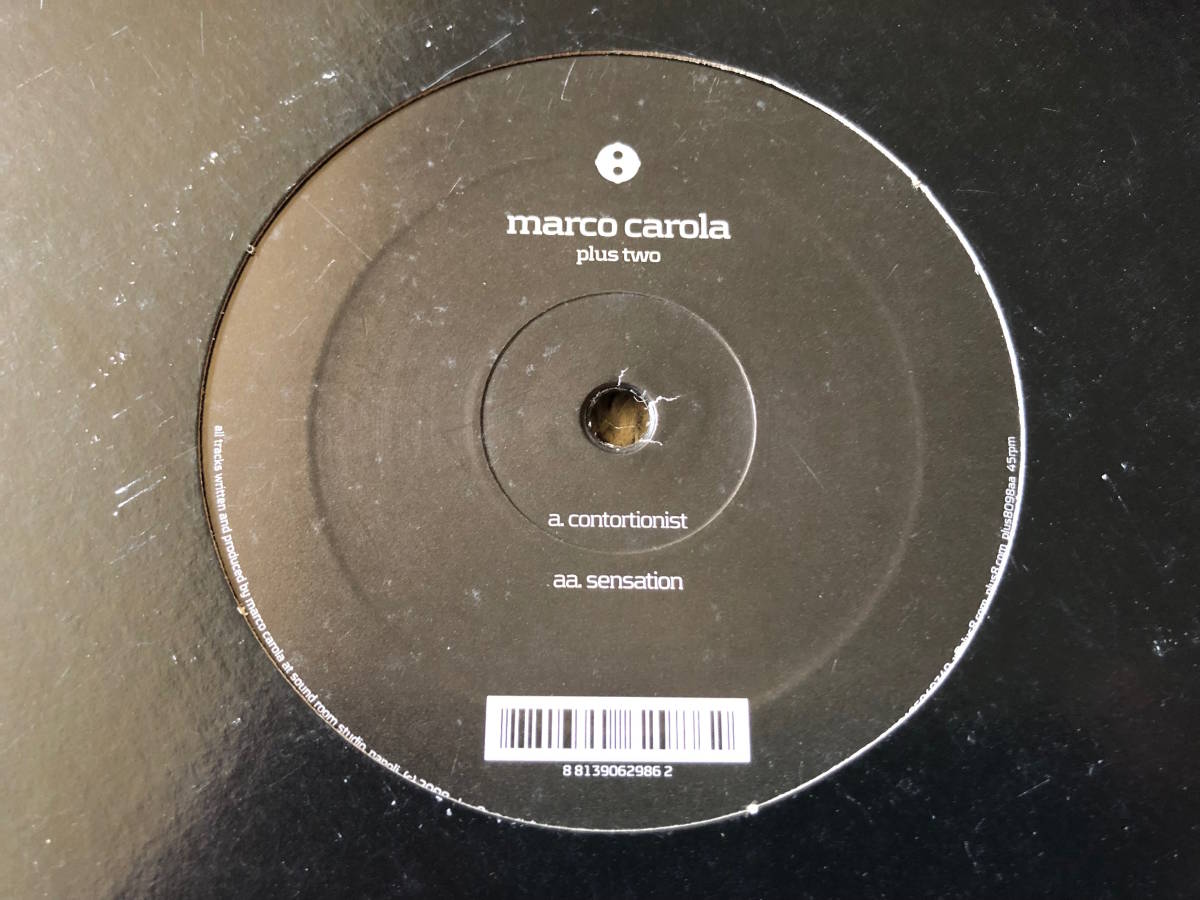 marco carola
plus two
a. contortionist
aa. sensation
8 8139062986 2
all tracks written and produced by marco carola at sound room studio, napoli. (c) 2008
plus8.com plus8098aa 45rpm